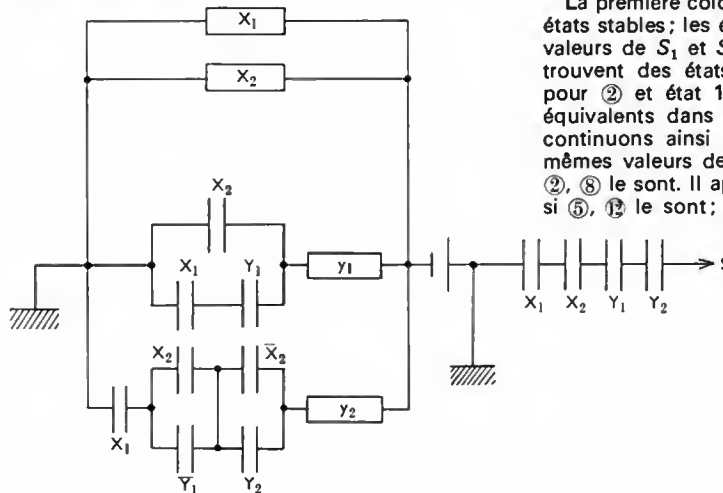 La première colo
états stables; les é
valeurs de S₁ et S
trouvent des états
pour ② et état 1
équivalents dans
continuons ainsi
mêmes valeurs de
②, ⑧ le sont. Il ap
si ⑤, ⑫ le sont;
X₁
X₂
X₂
X₁ Y₁ y₁
S
X₁ X₂ Y₁ Y₂
X₂ X̄₂
X₁ y₂
Ȳ₁ Y₂